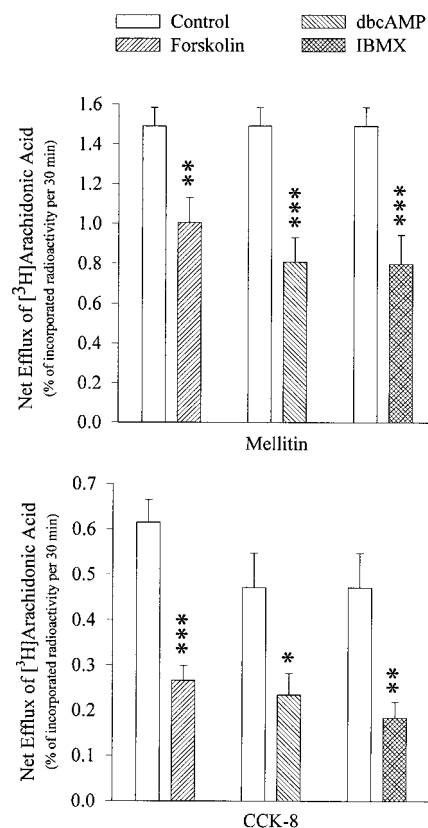 Control
Forskolin
dbcAMP
IBMX
Net Efflux of [³H]Arachidonic Acid
(% of incorporated radioactivity per 30 min)
1.6
1.4
1.2
1.0
0.8
0.6
0.4
0.2
0.0
**
***
***
Mellitin
Net Efflux of [³H]Arachidonic Acid
(% of incorporated radioactivity per 30 min)
0.7
0.6
0.5
0.4
0.3
0.2
0.1
0.0
***
*
**
CCK-8